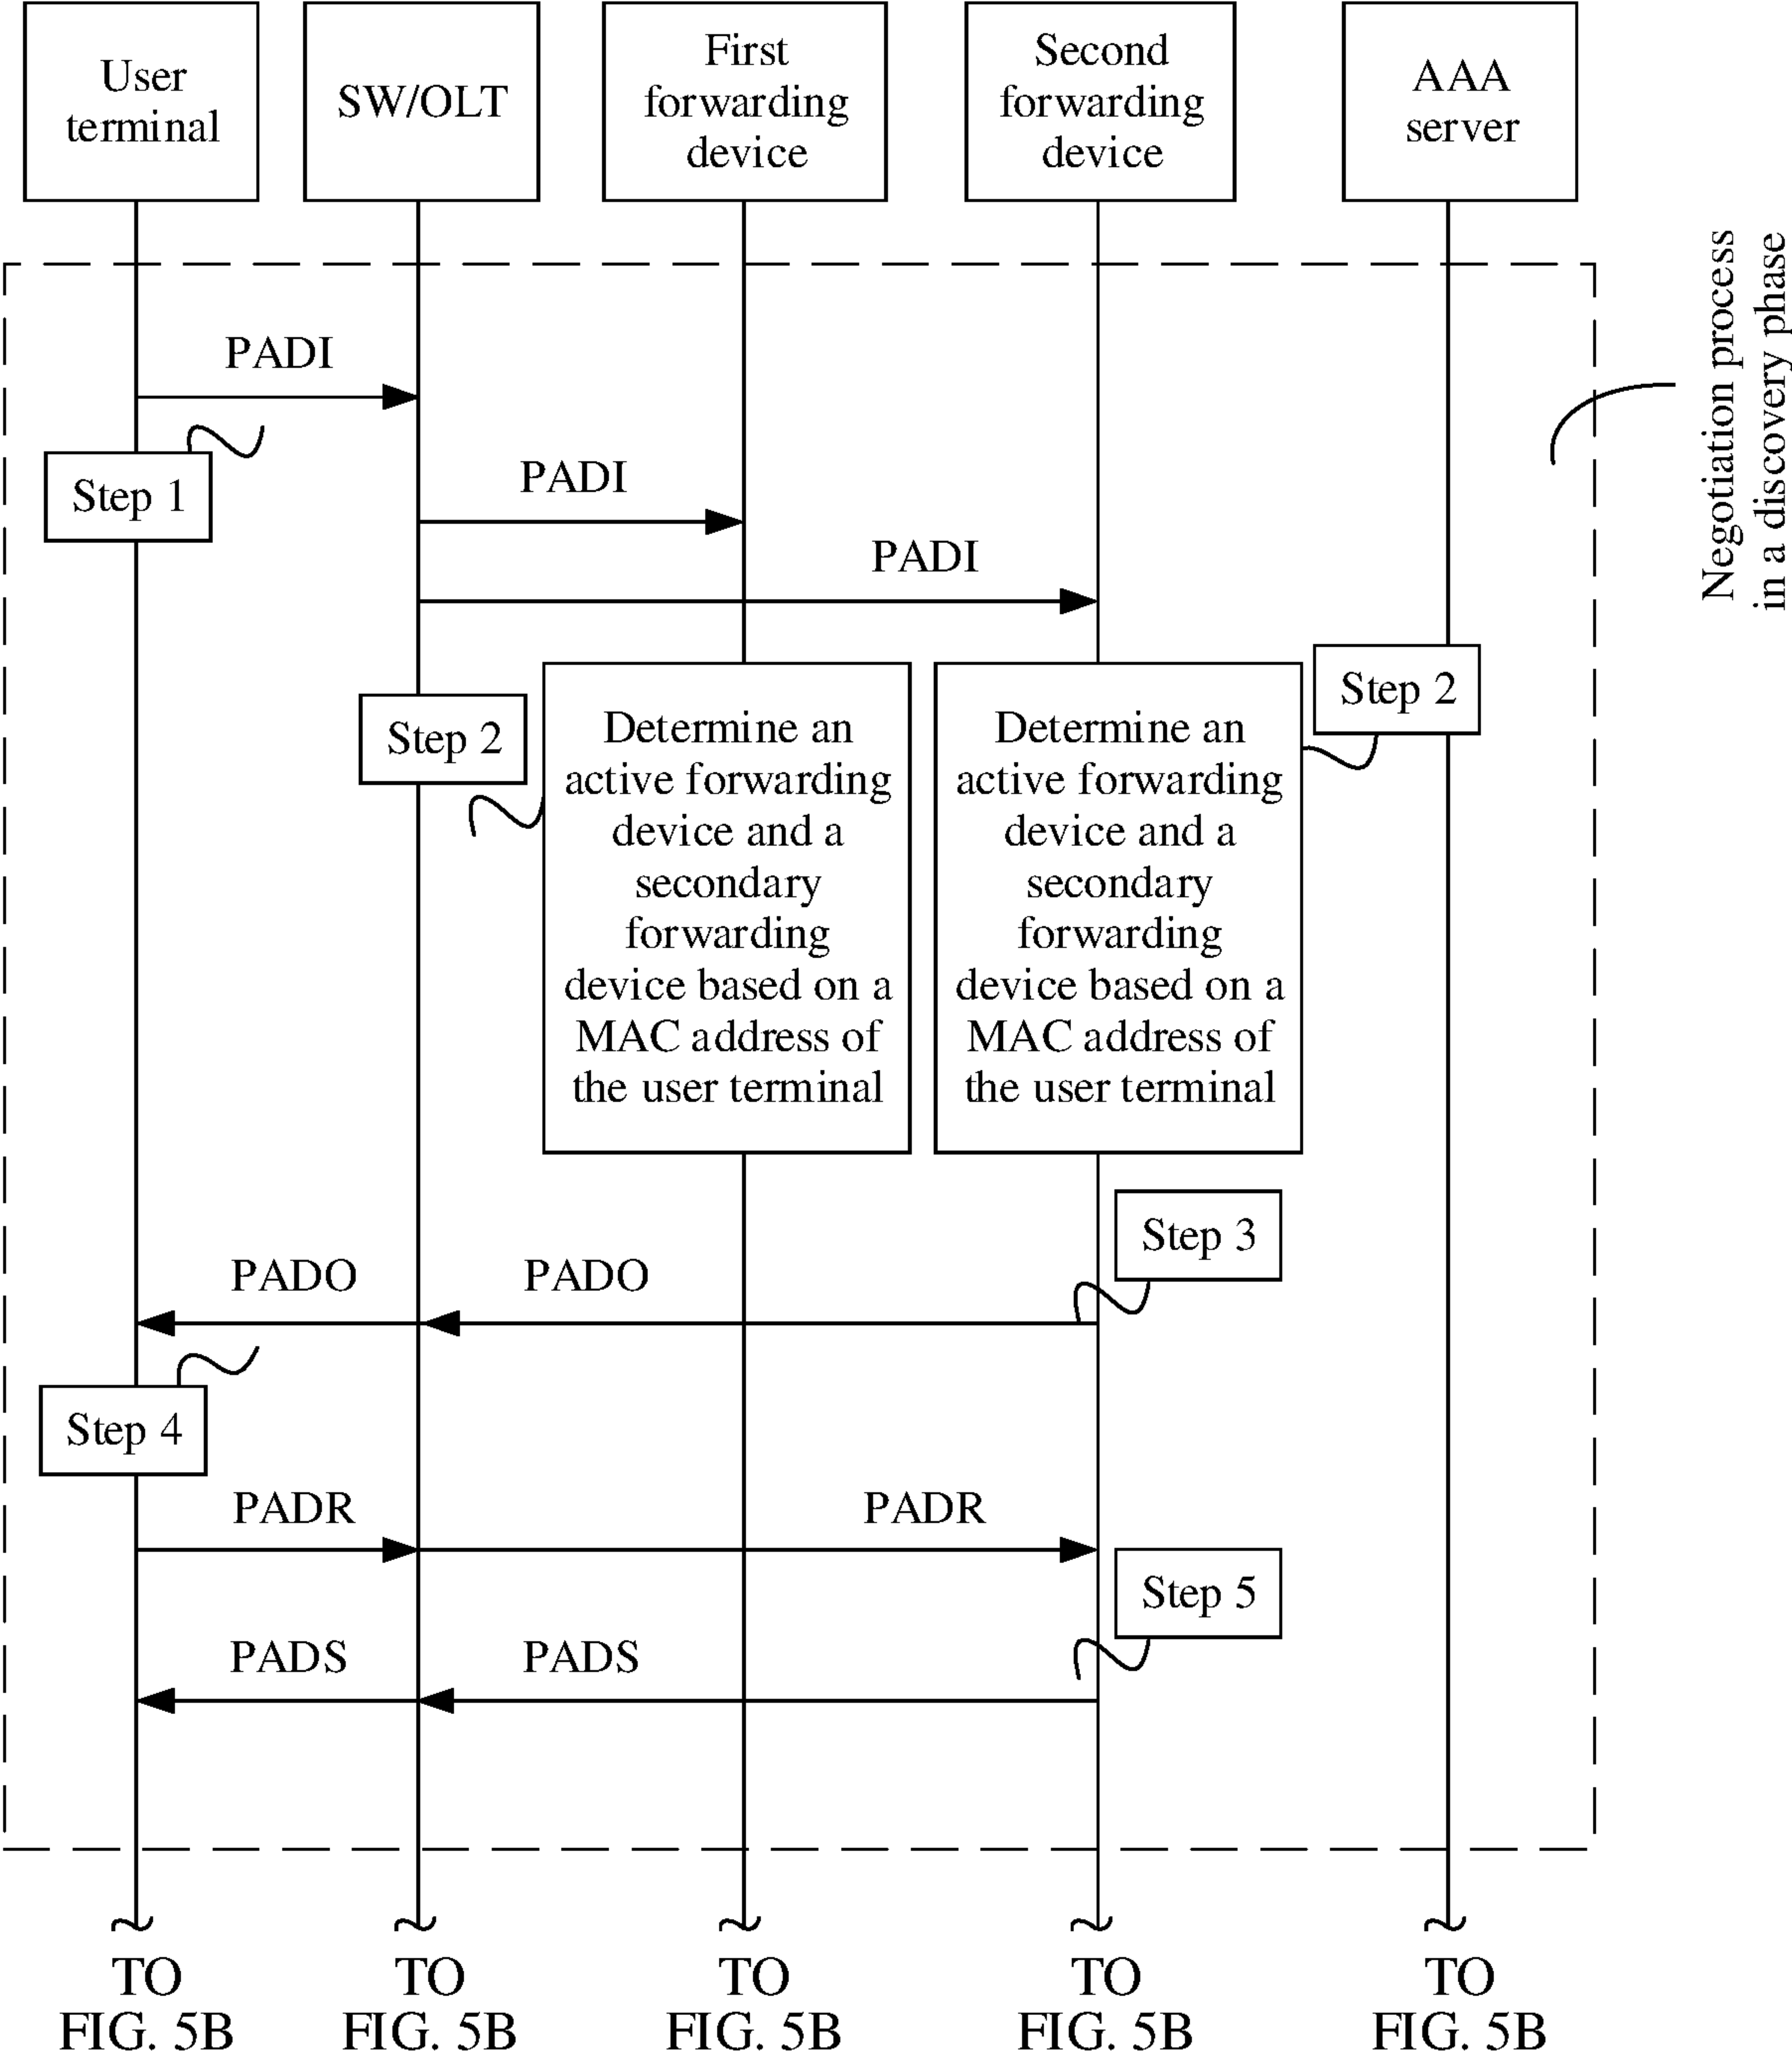 User
terminal
SW/OLT
First
forwarding
device
Second
forwarding
device
AAA
server
Negotiation process
in a discovery phase
PADI
Step 1
PADI
PADI
Step 2
Step 2
Determine an
active forwarding
device and a
secondary
forwarding
device based on a
MAC address of
the user terminal
Determine an
active forwarding
device and a
secondary
forwarding
device based on a
MAC address of
the user terminal
Step 3
PADO
PADO
Step 4
PADR
PADR
Step 5
PADS
PADS
TO
FIG. 5B
TO
FIG. 5B
TO
FIG. 5B
TO
FIG. 5B
TO
FIG. 5B